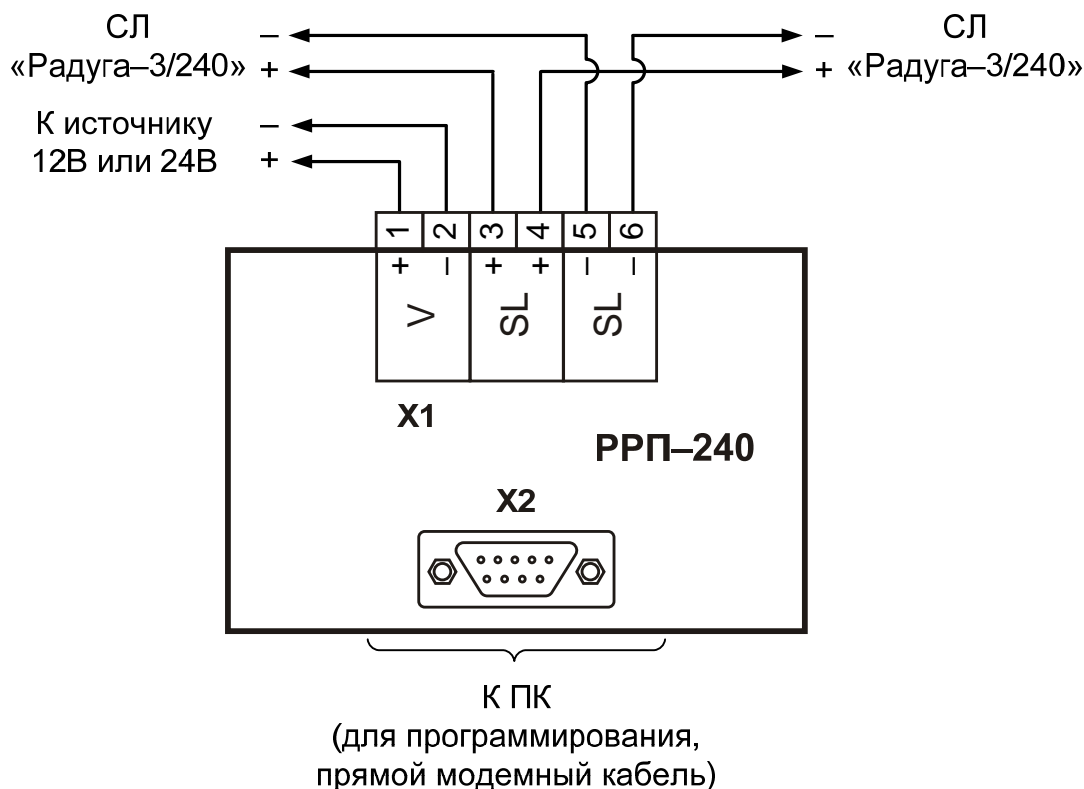 СЛ
«Радуга–3/240»
–
+
К источнику
12В или 24В
–
+
–
+
СЛ
«Радуга–3/240»
1 2 3 4 5 6
+ – + + – –
V SL SL
X1
РРП–240
X2
К ПК
(для программирования,
прямой модемный кабель)